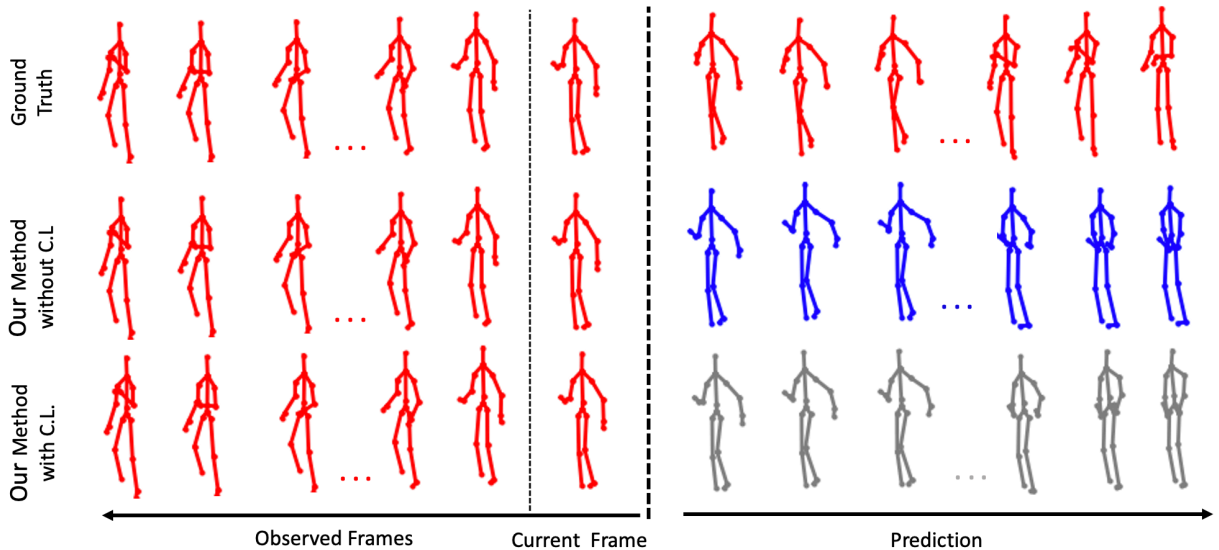 Ground
Truth
. . .
. . .
Our Method
without C.L
. . .
. . .
Our Method
with C.L.
. . .
. . .
Observed Frames
Current Frame
Prediction